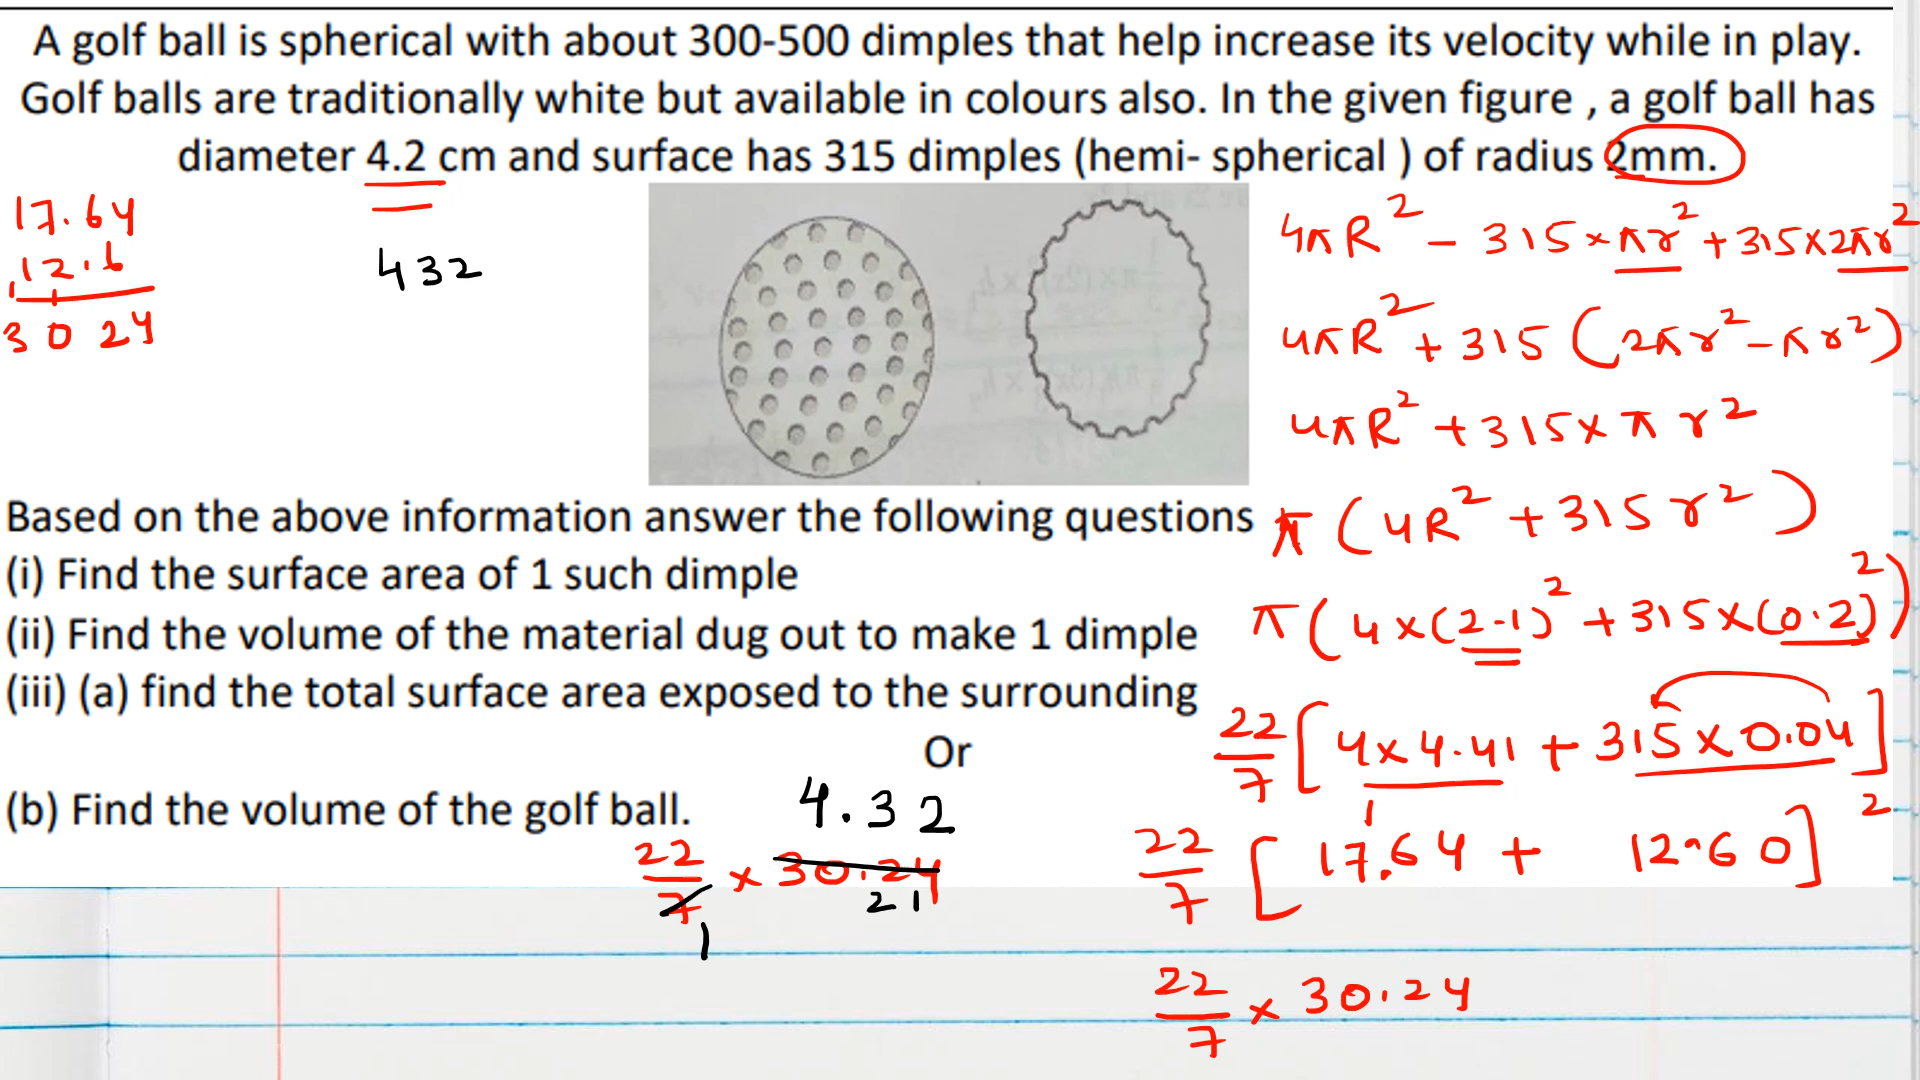 A golf ball is spherical with about 300-500 dimples that help increase its velocity while in play.
Golf balls are traditionally white but available in colours also. In the given figure , a golf ball has
diameter 4.2 cm and surface has 315 dimples (hemi- spherical ) of radius 2mm.
17.64
12.6
3024
432
4πR² - 315×πr² + 315×2πr²
4πR² + 315 (2πr² - πr²)
4πR² + 315×πr²
π(4R² + 315r²)
π(4×(2.1)² + 315×(0.2)²)
22/7 [4×4.41 + 315×0.04]
22/7 [17.64 + 12.60]
22/7 × 30.24
Based on the above information answer the following questions
(i) Find the surface area of 1 such dimple
(ii) Find the volume of the material dug out to make 1 dimple
(iii) (a) find the total surface area exposed to the surrounding
Or
(b) Find the volume of the golf ball.
4.32
22/7 × 30.24
21
1